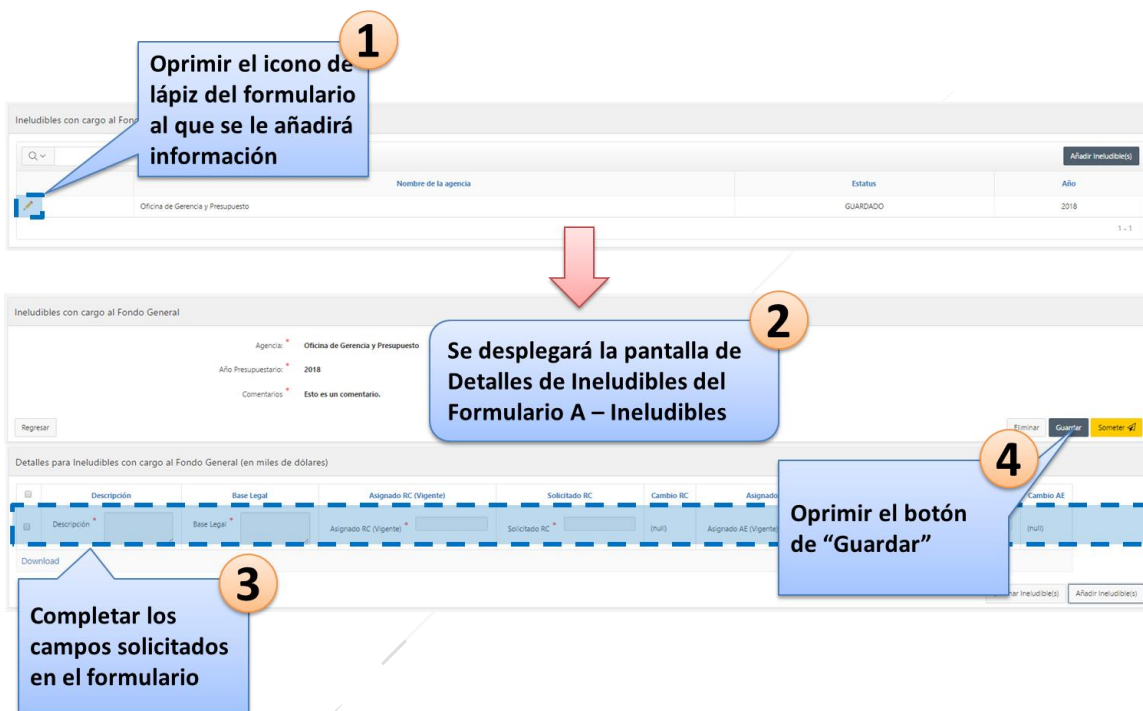 1
Oprimir el icono de
lápiz del formulario
al que se le añadirá
información
Ineludibles con cargo al Fon
Añadir Ineludible(s)
Nombre de la agencia
Estatus
Año
Oficina de Gerencia y Presupuesto
GUARDADO
2018
1 - 1
Ineludibles con cargo al Fondo General
2
Agencia: * Oficina de Gerencia y Presupuesto
Año Presupuestario: * 2018
Comentarios * Esto es un comentario.
Se desplegará la pantalla de
Detalles de Ineludibles del
Formulario A – Ineludibles
Regresar
Eliminar
Guardar
Someter
Detalles para Ineludibles con cargo al Fondo General (en miles de dólares)
4
Descripción
Base Legal
Asignado RC (Vigente)
Solicitado RC
Cambio RC
Asignado
Cambio AE
Descripción *
Base Legal *
Asignado RC (Vigente) *
Solicitado RC *
(null)
Asignado AE (Vigente)
(null)
Oprimir el botón
de “Guardar”
Download
3
Completar los
campos solicitados
en el formulario
nar Ineludible(s)
Añadir Ineludible(s)